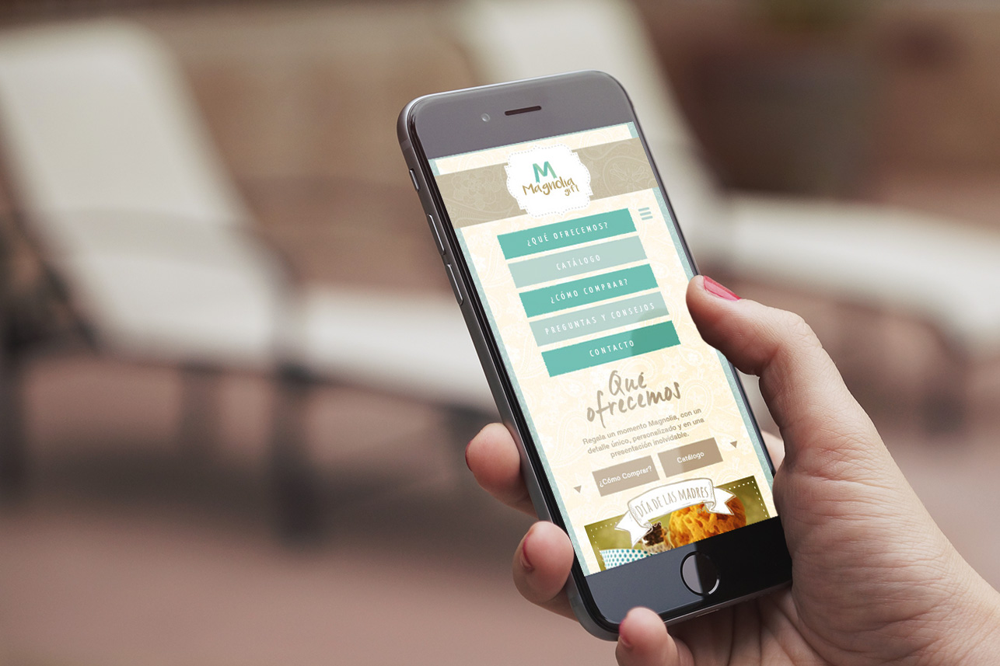 M
Magnolia
gift
¿QUÉ OFRECEMOS?
CATÁLOGO
¿CÓMO COMPRAR?
PREGUNTAS Y CONSEJOS
CONTACTO
Qué
ofrecemos
Regala un momento Magnolia, con un
detalle único, personalizado y en una
presentación inolvidable.
¿Cómo Comprar?
Catálogo
DÍA DE LAS MADRES